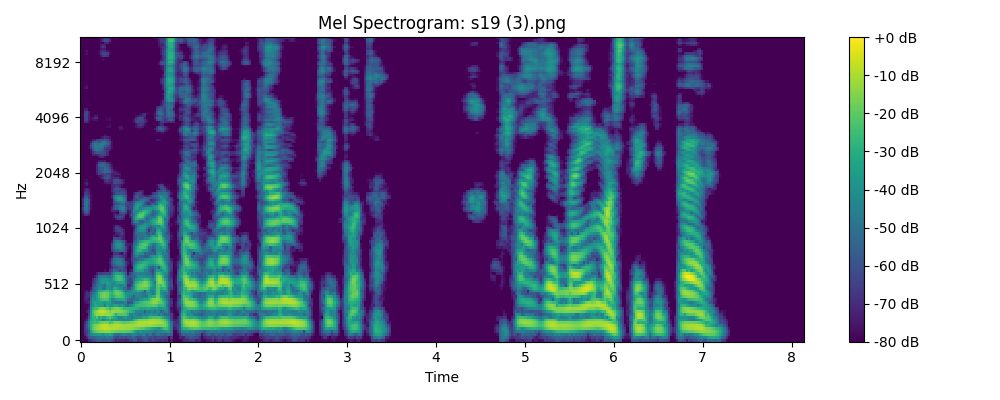 Mel Spectrogram: s19 (3).png
8192
4096
2048
1024
512
0
Hz
0 1 2 3 4 5 6 7 8
Time
+0 dB
-10 dB
-20 dB
-30 dB
-40 dB
-50 dB
-60 dB
-70 dB
-80 dB